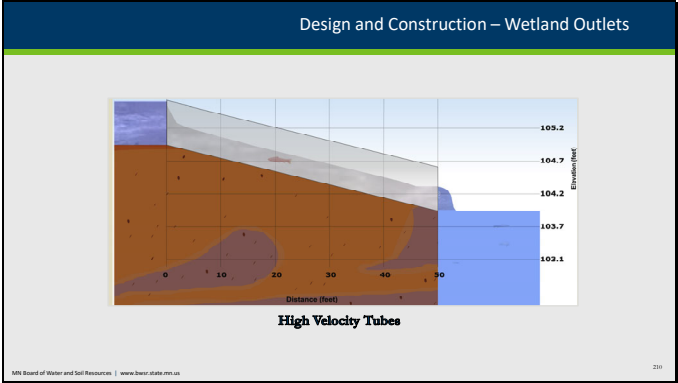 Design and Construction – Wetland Outlets
105.2
104.7
104.2
103.7
102.1
Elevation (feet)
0 10 20 30 40 50
Distance (feet)
High Velocity Tubes
MN Board of Water and Soil Resources | www.bwsr.state.mn.us
210